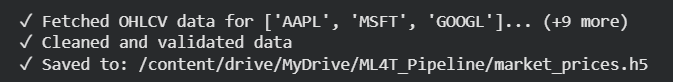 ✓ Fetched OHLCV data for ['AAPL', 'MSFT', 'GOOGL']... (+9 more)
✓ Cleaned and validated data
✓ Saved to: /content/drive/MyDrive/ML4T_Pipeline/market_prices.h5